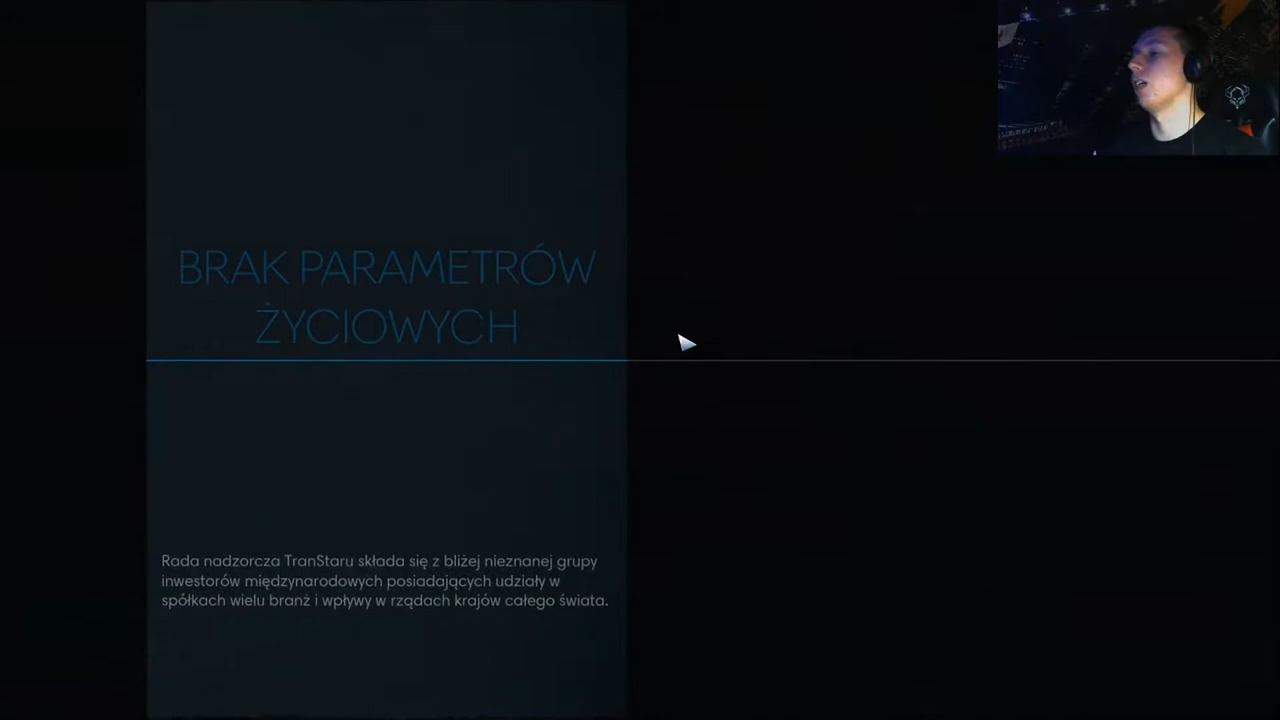 BRAK PARAMETRÓW
ŻYCIOWYCH
Rada nadzorcza TranStaru składa się z bliżej nieznanej grupy
inwestorów międzynarodowych posiadających udziały w
spółkach wielu branż i wpływy w rządach krajów całego świata.